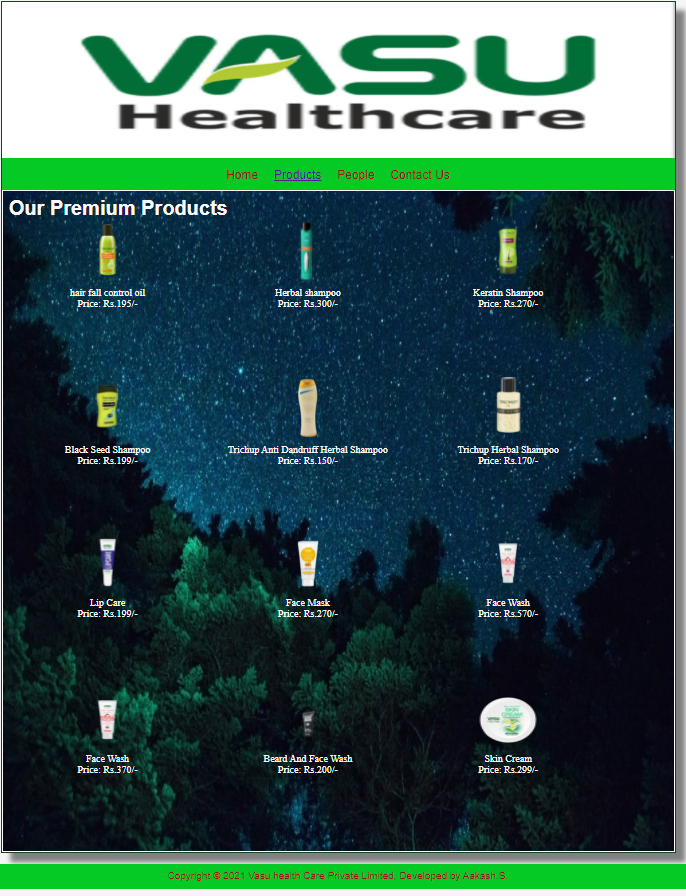 VASU
Healthcare
Home Products People Contact Us
Our Premium Products
hair fall control oil
Price: Rs.195/-
Herbal shampoo
Price: Rs.300/-
Keratin Shampoo
Price: Rs.270/-
Black Seed Shampoo
Price: Rs.199/-
Trichup Anti Dandruff Herbal Shampoo
Price: Rs.150/-
Trichup Herbal Shampoo
Price: Rs.170/-
Lip Care
Price: Rs.199/-
Face Mask
Price: Rs.270/-
Face Wash
Price: Rs.570/-
Face Wash
Price: Rs.370/-
Beard And Face Wash
Price: Rs.200/-
SKIN
CREAM
Skin Cream
Price: Rs.299/-
Copyright © 2021 Vasu health Care Private Limited, Developed by Aakash.S.